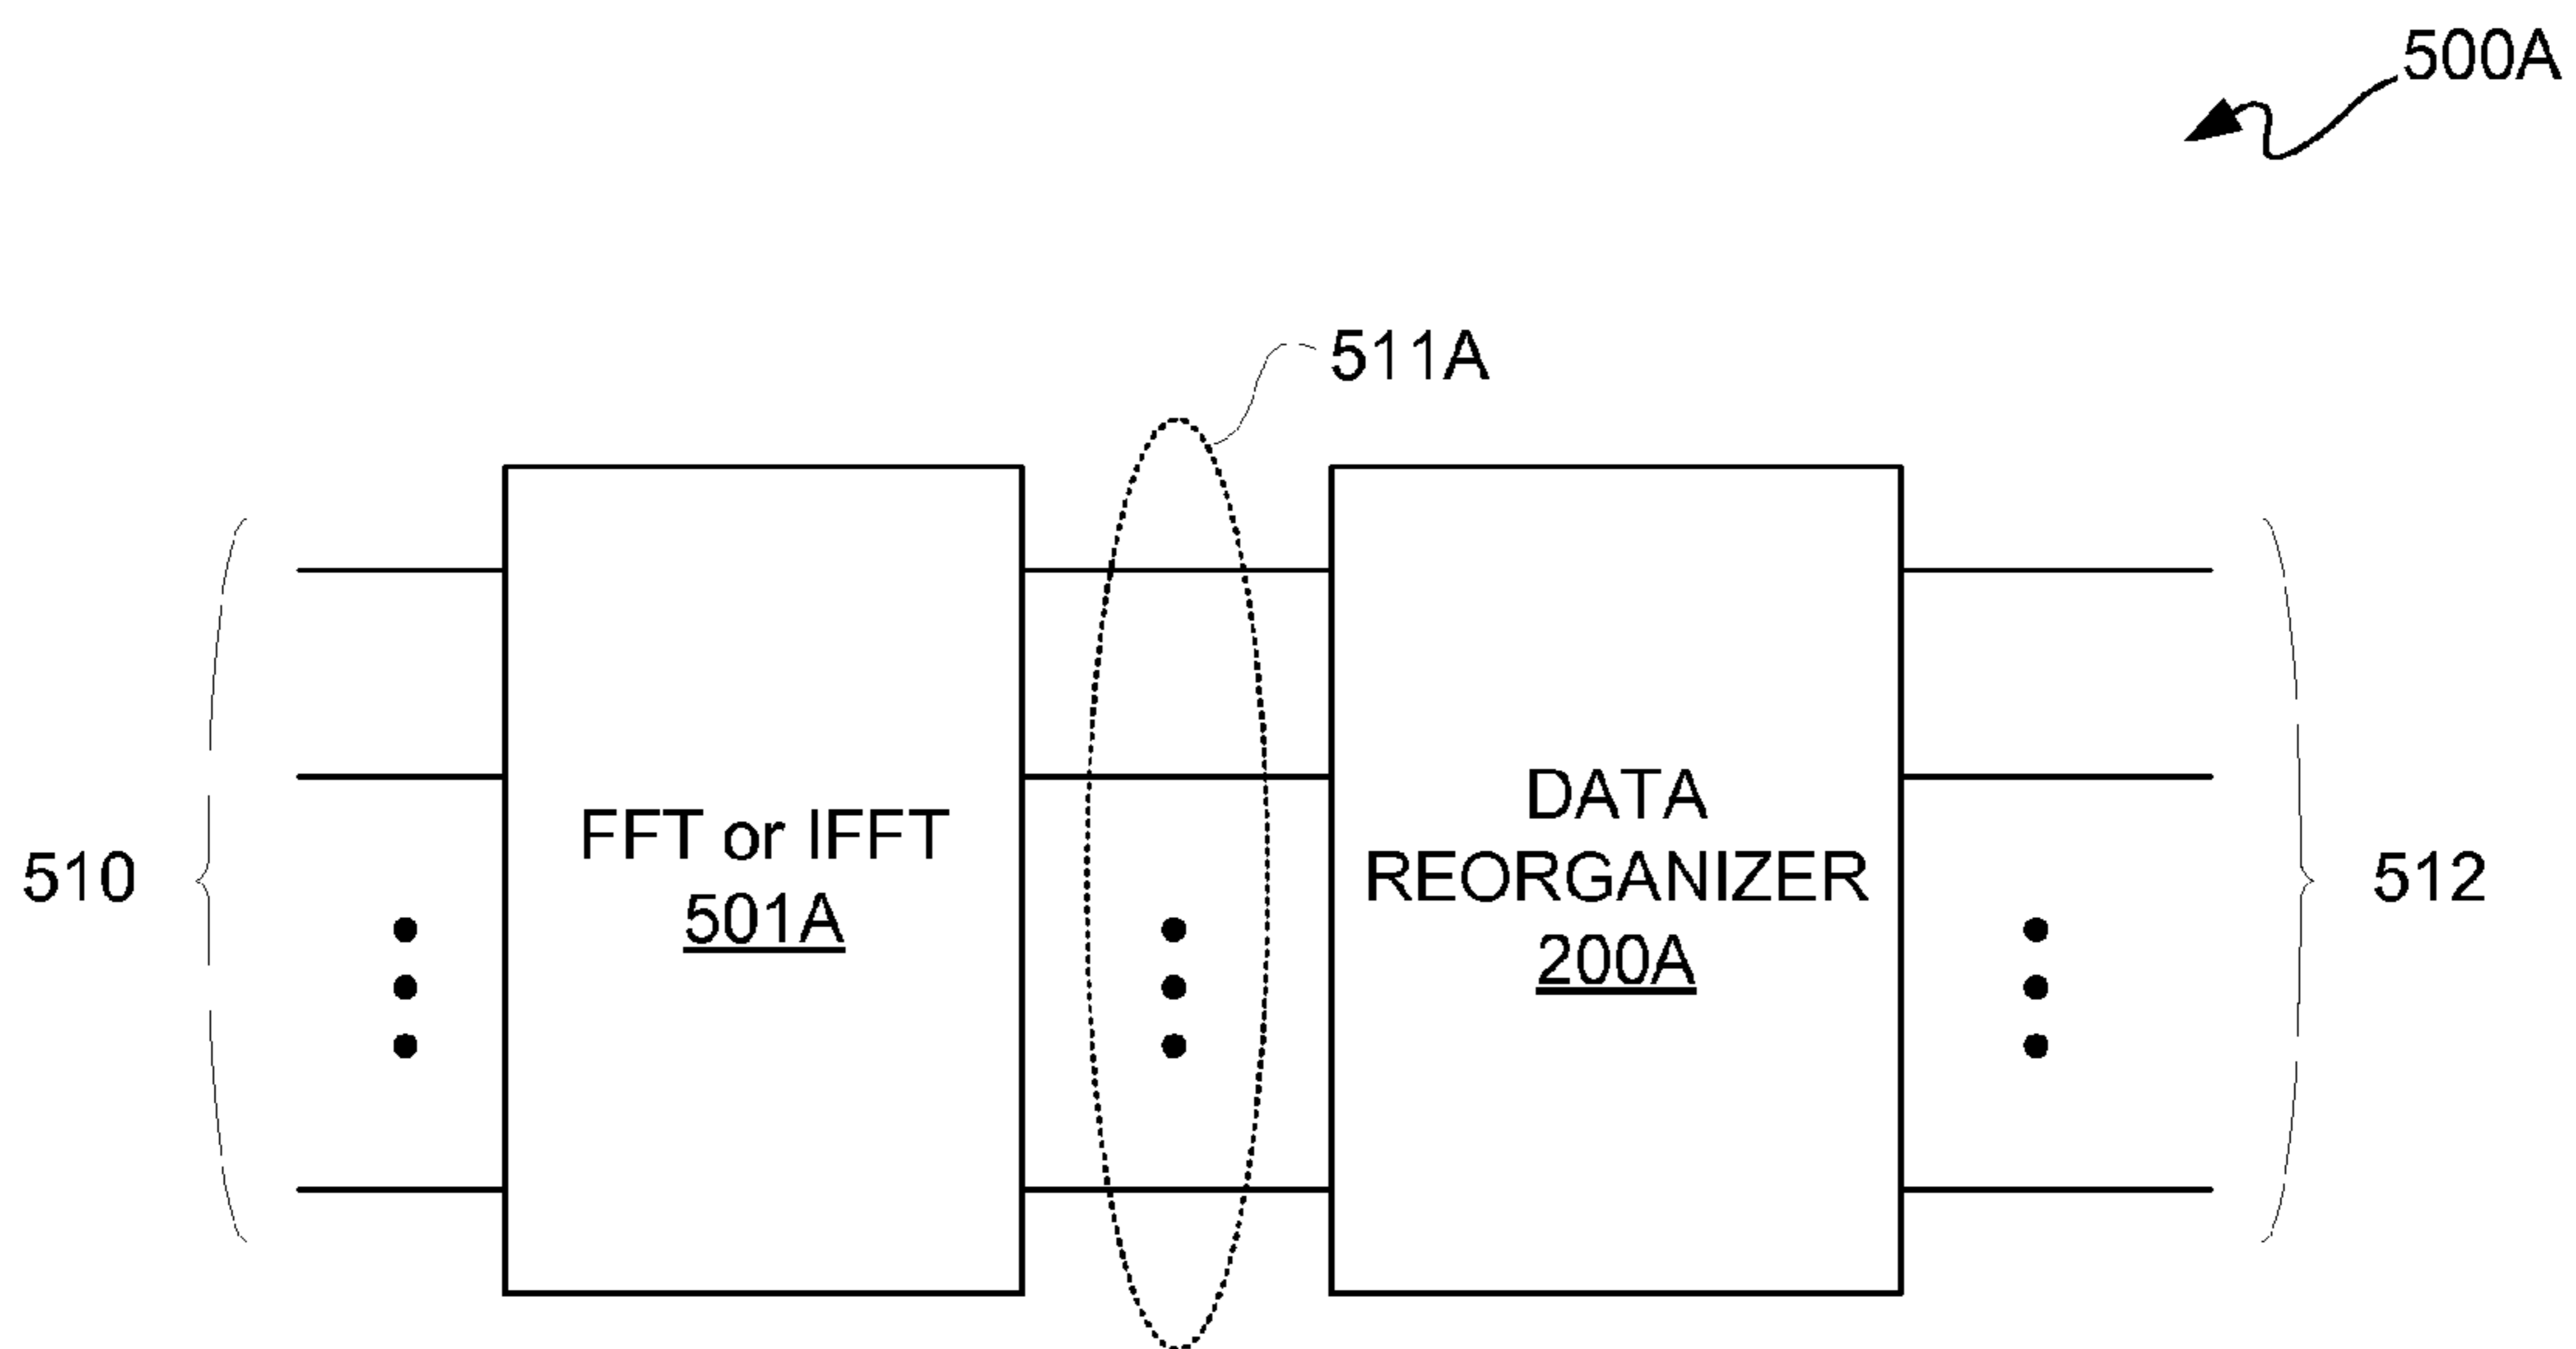 500A
511A
510
FFT or IFFT
501A
DATA
REORGANIZER
200A
512